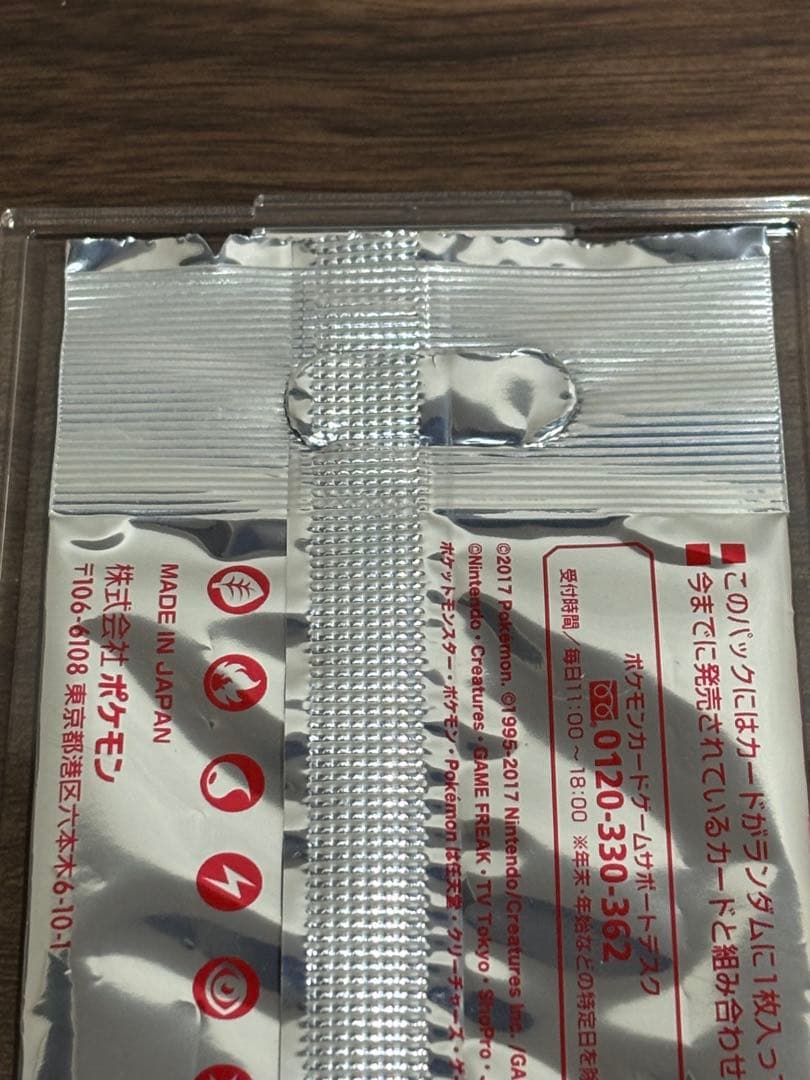 このパックにはカードがランダムに1枚入っ
今までに発売されているカードと組み合わせ
ポケモンカードゲームサポートデスク
0120-330-362
受付時間/毎日11:00～18:00 ※年末・年始などの特定日を除
©2017 Pokémon. ©1995-2017 Nintendo/Creatures Inc./GA
©Nintendo・Creatures・GAME FREAK・TV Tokyo・ShoPro・
ポケットモンスター・ポケモン・Pokémonは任天堂・クリーチャーズ・ゲ
MADE IN JAPAN
株式会社 ポケモン
〒106-6108 東京都港区六本木6-10-1